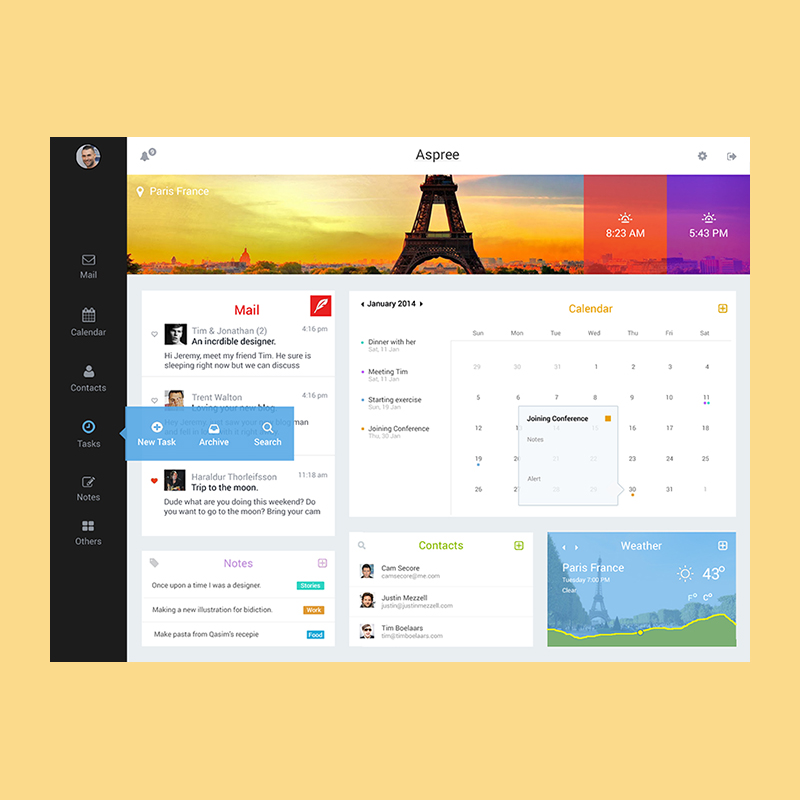 9
Aspree
Paris France
8:23 AM
5:43 PM
Mail
Calendar
Contacts
Tasks
Notes
Others
New Task
Archive
Search
Mail
Tim & Jonathan (2)
4:16 pm
An incrdible designer.
Hi Jeremy, meet my friend Tim. He sure is
sleeping right now but we can discuss
Trent Walton
4:16 pm
Loving your new blog.
Hey Jeremy, I sure your blog man
Haraldur Thorleifsson
11:18 am
Trip to the moon.
Dude what are you doing this weekend? Do
you want to go to the moon? Bring your cam
January 2014
Calendar
Dinner with her
Sat, 11 Jan
Meeting Tim
Sat, 11 Jan
Starting exercise
Sun, 19 Jan
Joining Conference
Thu, 30 Jan
Sun Mon Tue Wed Thu Fri Sat
29 30 31 1 2 3 4
5 6 7 8 9 10 11
12 16 17 18
19 21 22 23 24 25
26 28 29 30 31 1
Joining Conference
Notes
Alert
Notes
Once upon a time I was a designer.
Stories
Making a new illustration for bidiction.
Work
Make pasta from Qasim's recepie
Food
Contacts
Cam Secore
camsecore@me.com
Justin Mezzell
justin@justinmezzell.com
Tim Boelaars
tim@timboelaars.com
Weather
Paris France
Tuesday 7:00 PM
Clear
43°
F° C°